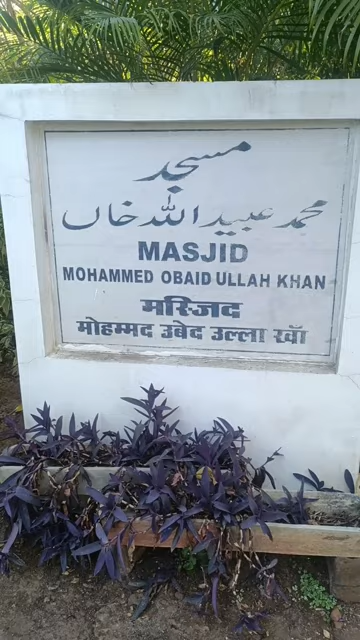 مسجد
محمد عبید اللہ خاں
MASJID
MOHAMMED OBAID ULLAH KHAN
मस्जिद
मोहम्मद उबेद उल्ला खॉ